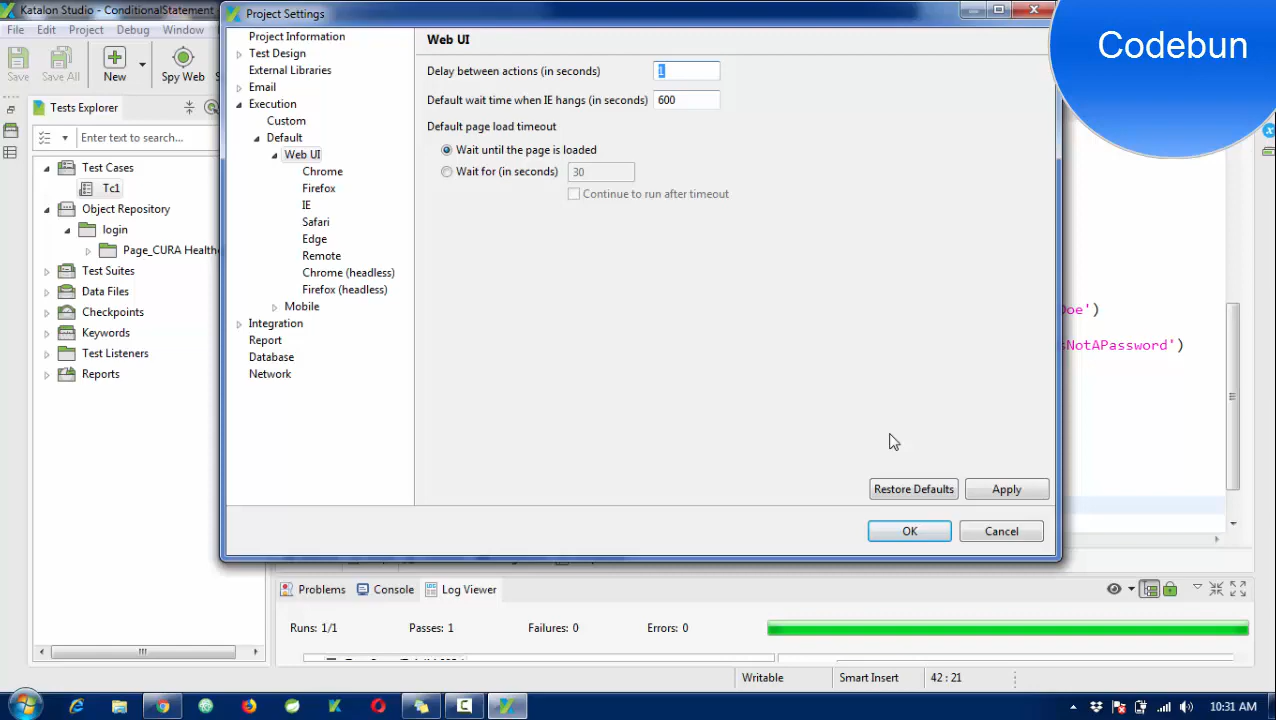 Katalon Studio - ConditionalStatement
Project Settings
File Edit Project Debug Window
Save Save All New Spy Web
Tests Explorer
Enter text to search...
Test Cases
Tc1
Object Repository
login
Page_CURA Healthc
Test Suites
Data Files
Checkpoints
Keywords
Test Listeners
Reports
Project Information
Test Design
External Libraries
Email
Execution
Custom
Default
Web UI
Chrome
Firefox
IE
Safari
Edge
Remote
Chrome (headless)
Firefox (headless)
Mobile
Integration
Report
Database
Network
Web UI
Delay between actions (in seconds) 1
Default wait time when IE hangs (in seconds) 600
Default page load timeout
Wait until the page is loaded
Wait for (in seconds) 30
Continue to run after timeout
Restore Defaults Apply
OK Cancel
Codebun
Doe')
sNotAPassword')
Problems Console Log Viewer
Runs: 1/1 Passes: 1 Failures: 0 Errors: 0
Writable Smart Insert 42 : 21
10:31 AM